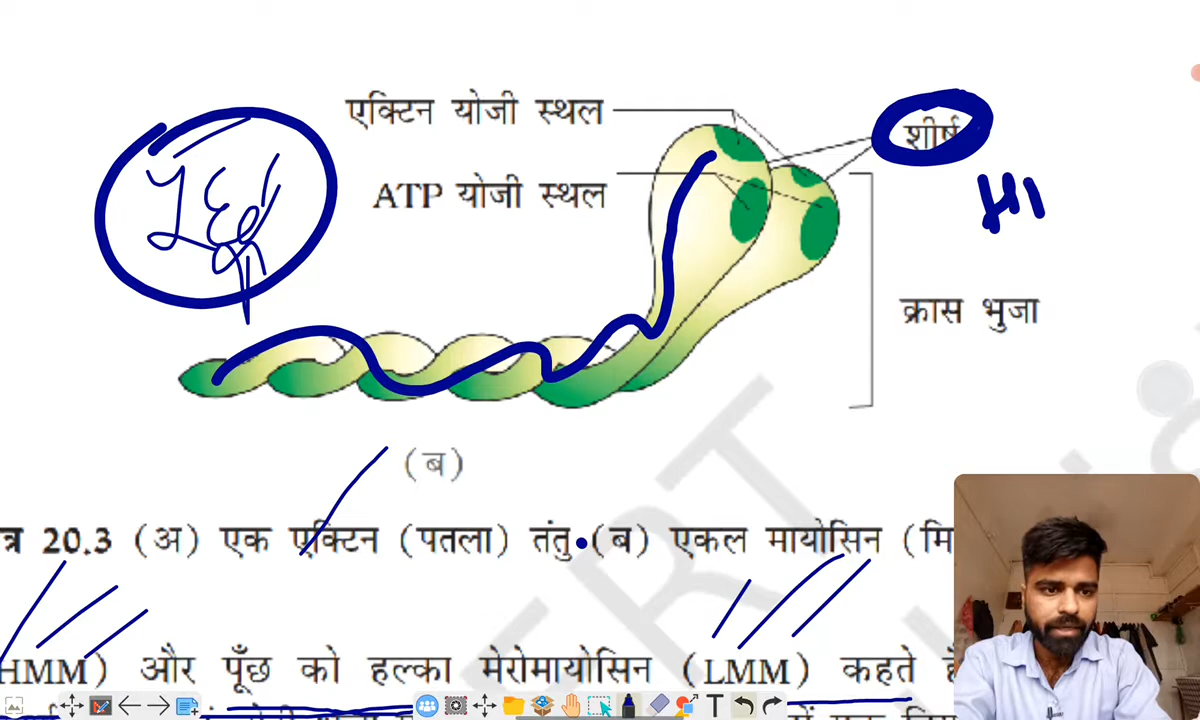 एक्टिन योजी स्थल
शीर्ष
ATP योजी स्थल
क्रास भुजा
(ब)
त्र 20.3 (अ) एक एक्टिन (पतला) तंतु (ब) एकल मायोसिन (मि
HMM) और पूँछ को हल्का मेरोमायोसिन (LMM) कहते है